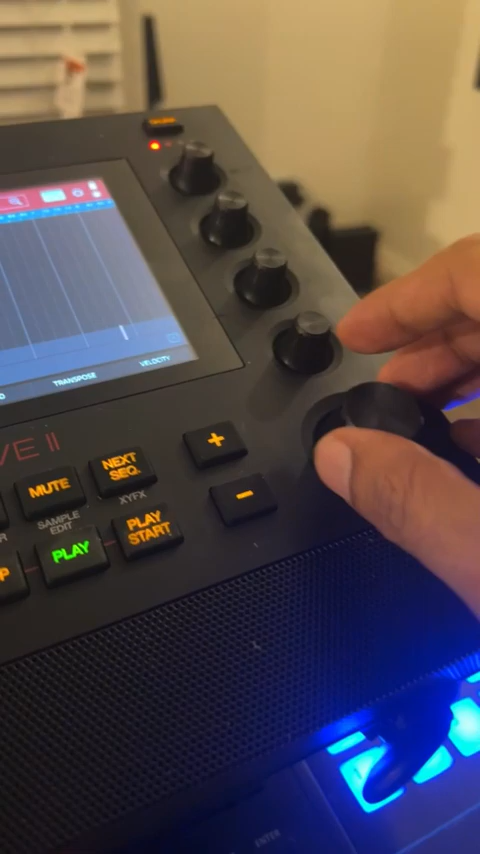 TRANSPOSE
VELOCITY
VE II
+
NEXT
SEQ.
MUTE
−
XYFX
SAMPLE
EDIT
PLAY
START
PLAY
P
R
ENTER